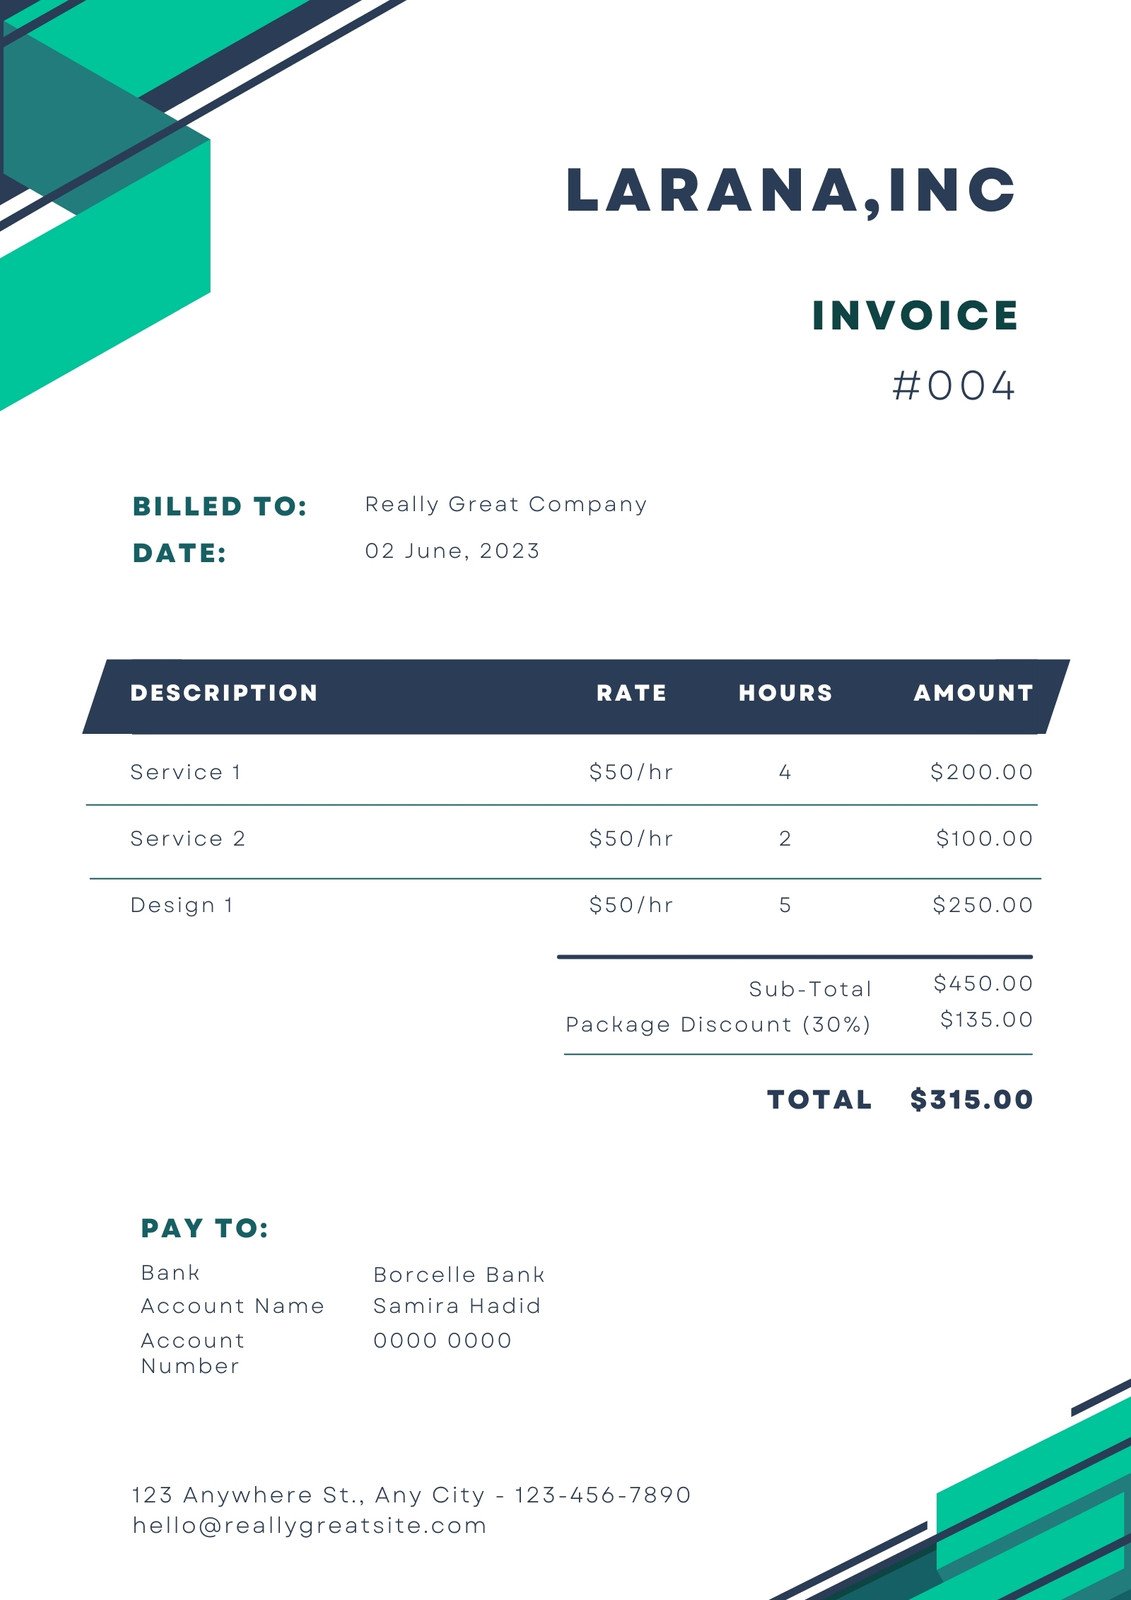 LARANA,INC
INVOICE
#004
BILLED TO: Really Great Company
DATE: 02 June, 2023
DESCRIPTION RATE HOURS AMOUNT
Service 1 $50/hr 4 $200.00
Service 2 $50/hr 2 $100.00
Design 1 $50/hr 5 $250.00
Sub-Total $450.00
Package Discount (30%) $135.00
TOTAL $315.00
PAY TO:
Bank Borcelle Bank
Account Name Samira Hadid
Account 0000 0000
Number
123 Anywhere St., Any City - 123-456-7890
hello@reallygreatsite.com